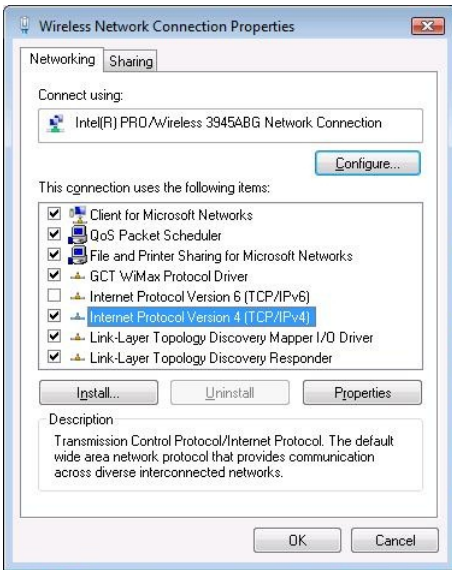 Wireless Network Connection Properties
Networking
Sharing
Connect using:
Intel(R) PRO/Wireless 3945ABG Network Connection
Configure...
This connection uses the following items:
Client for Microsoft Networks
QoS Packet Scheduler
File and Printer Sharing for Microsoft Networks
GCT WiMax Protocol Driver
Internet Protocol Version 6 (TCP/IPv6)
Internet Protocol Version 4 (TCP/IPv4)
Link-Layer Topology Discovery Mapper I/O Driver
Link-Layer Topology Discovery Responder
Install...
Uninstall
Properties
Description
Transmission Control Protocol/Internet Protocol. The default
wide area network protocol that provides communication
across diverse interconnected networks.
OK
Cancel